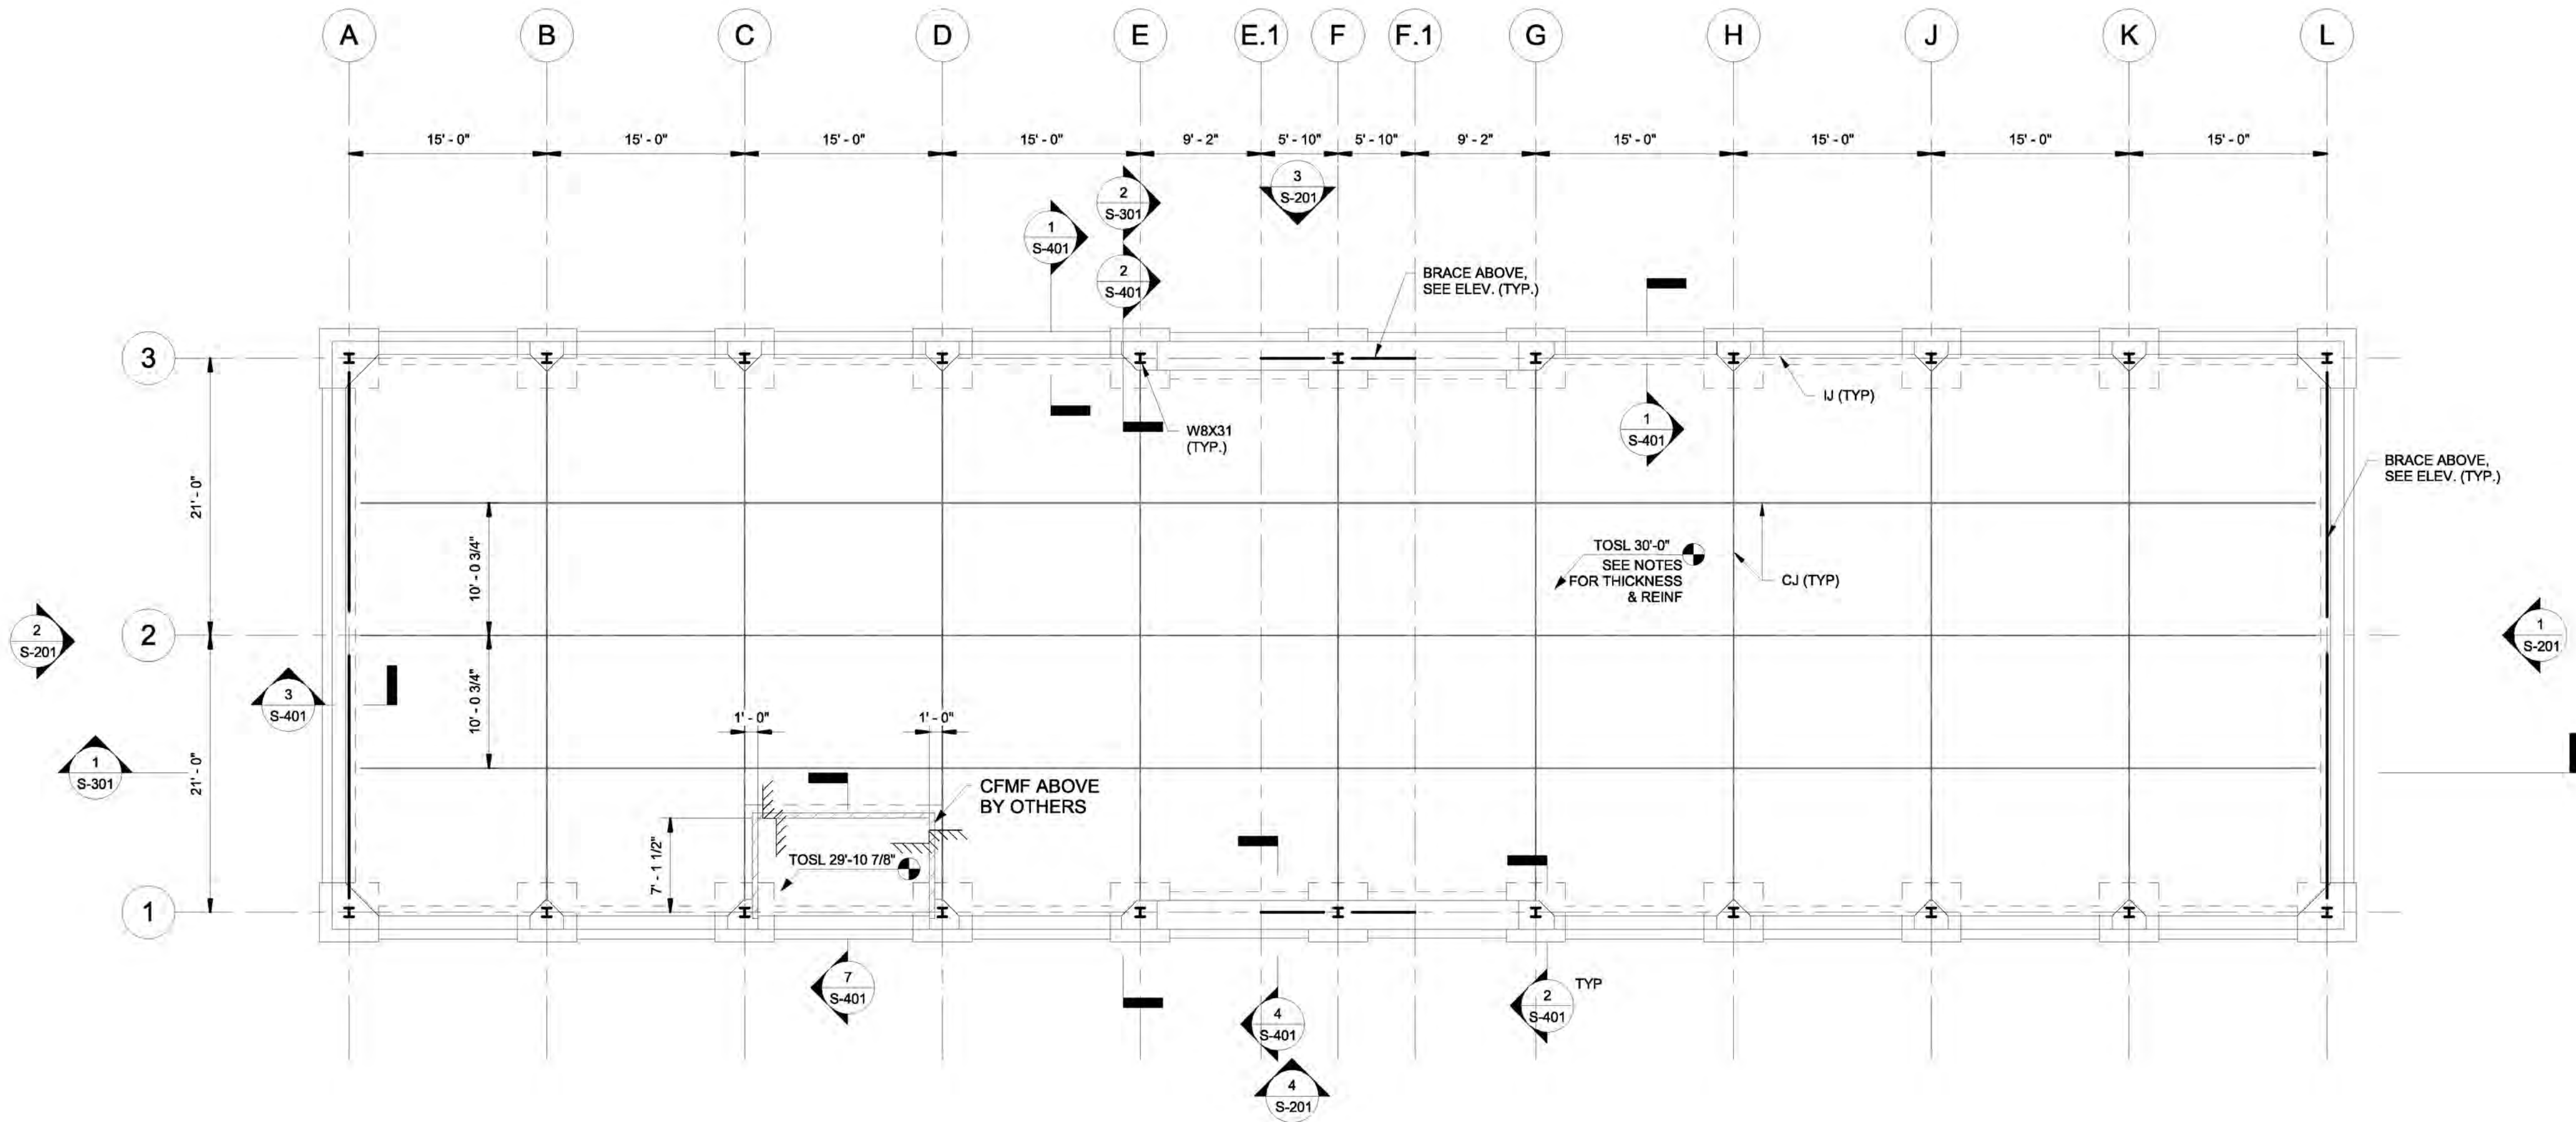 A
B
C
D
E
E.1
F
F.1
G
H
J
K
L
15' - 0"
15' - 0"
15' - 0"
15' - 0"
9' - 2"
5' - 10"
5' - 10"
9' - 2"
15' - 0"
15' - 0"
15' - 0"
15' - 0"
3
S-201
2
S-301
1
S-401
2
S-401
BRACE ABOVE,
SEE ELEV. (TYP.)
3
IJ (TYP)
W8X31
(TYP.)
1
S-401
BRACE ABOVE,
SEE ELEV. (TYP.)
21' - 0"
10' - 0 3/4"
TOSL 30'-0"
SEE NOTES
FOR THICKNESS
& REINF
CJ (TYP)
2
S-201
2
1
S-201
3
S-401
10' - 0 3/4"
1' - 0"
1' - 0"
1
S-301
21' - 0"
CFMF ABOVE
BY OTHERS
7' - 1 1/2"
TOSL 29'-10 7/8"
1
7
S-401
TYP
2
S-401
4
S-401
4
S-201